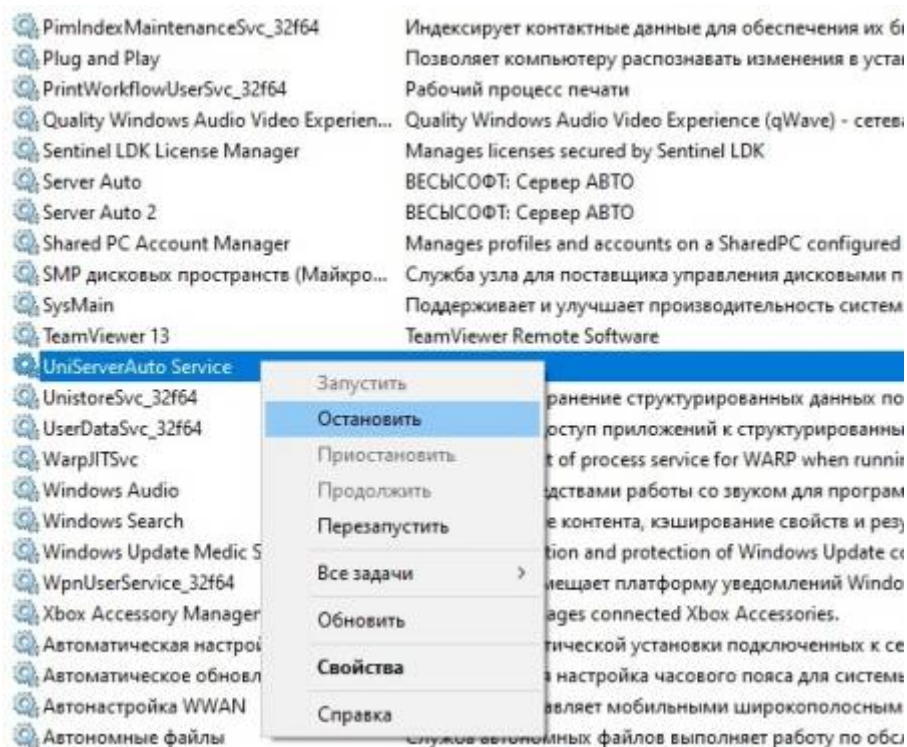 PimIndexMaintenanceSvc_32f64 Индексирует контактные данные для обеспечения их
Plug and Play Позволяет компьютеру распознавать изменения в
PrintWorkflowUserSvc_32f64 Рабочий процесс печати
Quality Windows Audio Video Experien... Quality Windows Audio Video Experience (qWave) -
Sentinel LDK License Manager Manages licenses secured by Sentinel LDK
Server Auto ВЕСЫСОФТ: Сервер АВТО
Server Auto 2 ВЕСЫСОФТ: Сервер АВТО
Shared PC Account Manager Manages profiles and accounts on a SharedPC configured
SMP дисковых пространств (Майкро... Служба узла для поставщика управления дисковыми
SysMain Поддерживает и улучшает производительность систем
TeamViewer 13 TeamViewer Remote Software
UniServerAuto Service
Запустить
UnistoreSvc_32f64 ранение структурированных данных по
Остановить
UserDataSvc_32f64 оступ приложений к структурированны
Приостановить
WarpJITSvc t of process service for WARP when runnin
Продолжить
Windows Audio дствами работы со звуком для програм
Перезапустить
Windows Search е контента, кэширование свойств и резу
Windows Update Medic S tion and protection of Windows Update
Все задачи
WpnUserService_32f64 мещает платформу уведомлений Windo
Xbox Accessory Manager ages connected Xbox Accessories.
Обновить
Автоматическая настрой тической установки подключенных к се
Свойства
Автоматическое обновл настройка часового пояса для системы
Автонастройка WWAN авляет мобильными широкополосным
Справка
Автономные файлы Служба автономных файлов выполняет работу по